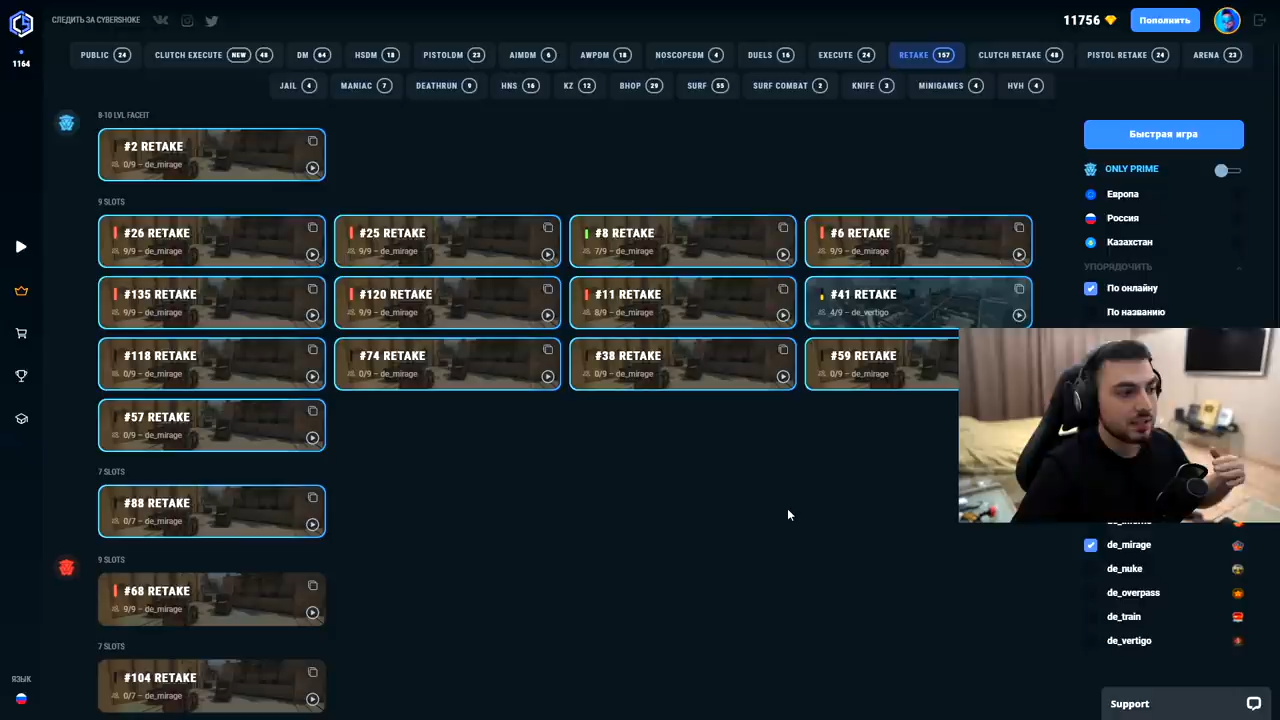 СЛЕДИТЬ ЗА CYBERSHOKE
11756
Пополнить
1164
PUBLIC 24
CLUTCH EXECUTE NEW 48
DM 64
HSDM 18
PISTOLDM 23
AIMDM 6
AWPDM 18
NOSCOPEDM 4
DUELS 16
EXECUTE 24
RETAKE 157
CLUTCH RETAKE 48
PISTOL RETAKE 24
ARENA 23
JAIL 4
MANIAC 7
DEATHRUN 9
HNS 16
KZ 12
BHOP 29
SURF 55
SURF COMBAT 2
KNIFE 3
MINIGAMES 4
HVH 4
8-10 LVL FACEIT
#2 RETAKE
0/9 – de_mirage
9 SLOTS
#26 RETAKE
9/9 – de_mirage
#25 RETAKE
9/9 – de_mirage
#8 RETAKE
7/9 – de_mirage
#6 RETAKE
9/9 – de_mirage
#135 RETAKE
9/9 – de_mirage
#120 RETAKE
9/9 – de_mirage
#11 RETAKE
8/9 – de_mirage
#41 RETAKE
4/9 – de_vertigo
#118 RETAKE
0/9 – de_mirage
#74 RETAKE
0/9 – de_mirage
#38 RETAKE
0/9 – de_mirage
#59 RETAKE
0/9 – de_mirage
#57 RETAKE
0/9 – de_mirage
7 SLOTS
#88 RETAKE
0/7 – de_mirage
9 SLOTS
#68 RETAKE
9/9 – de_mirage
7 SLOTS
#104 RETAKE
0/7 – de_mirage
Быстрая игра
ONLY PRIME
Европа
Россия
Казахстан
УПОРЯДОЧИТЬ
По онлайну
По названию
de_mirage
de_nuke
de_overpass
de_train
de_vertigo
ЯЗЫК
Support